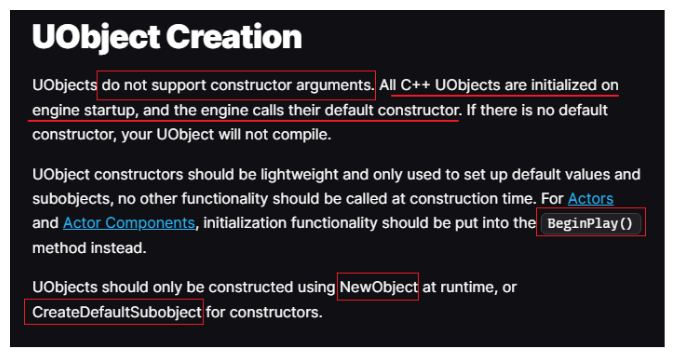 UObject Creation
UObjects do not support constructor arguments. All C++ UObjects are initialized on
engine startup, and the engine calls their default constructor. If there is no default
constructor, your UObject will not compile.
UObject constructors should be lightweight and only used to set up default values and
subobjects, no other functionality should be called at construction time. For Actors
and Actor Components, initialization functionality should be put into the BeginPlay()
method instead.
UObjects should only be constructed using NewObject at runtime, or
CreateDefaultSubobject for constructors.